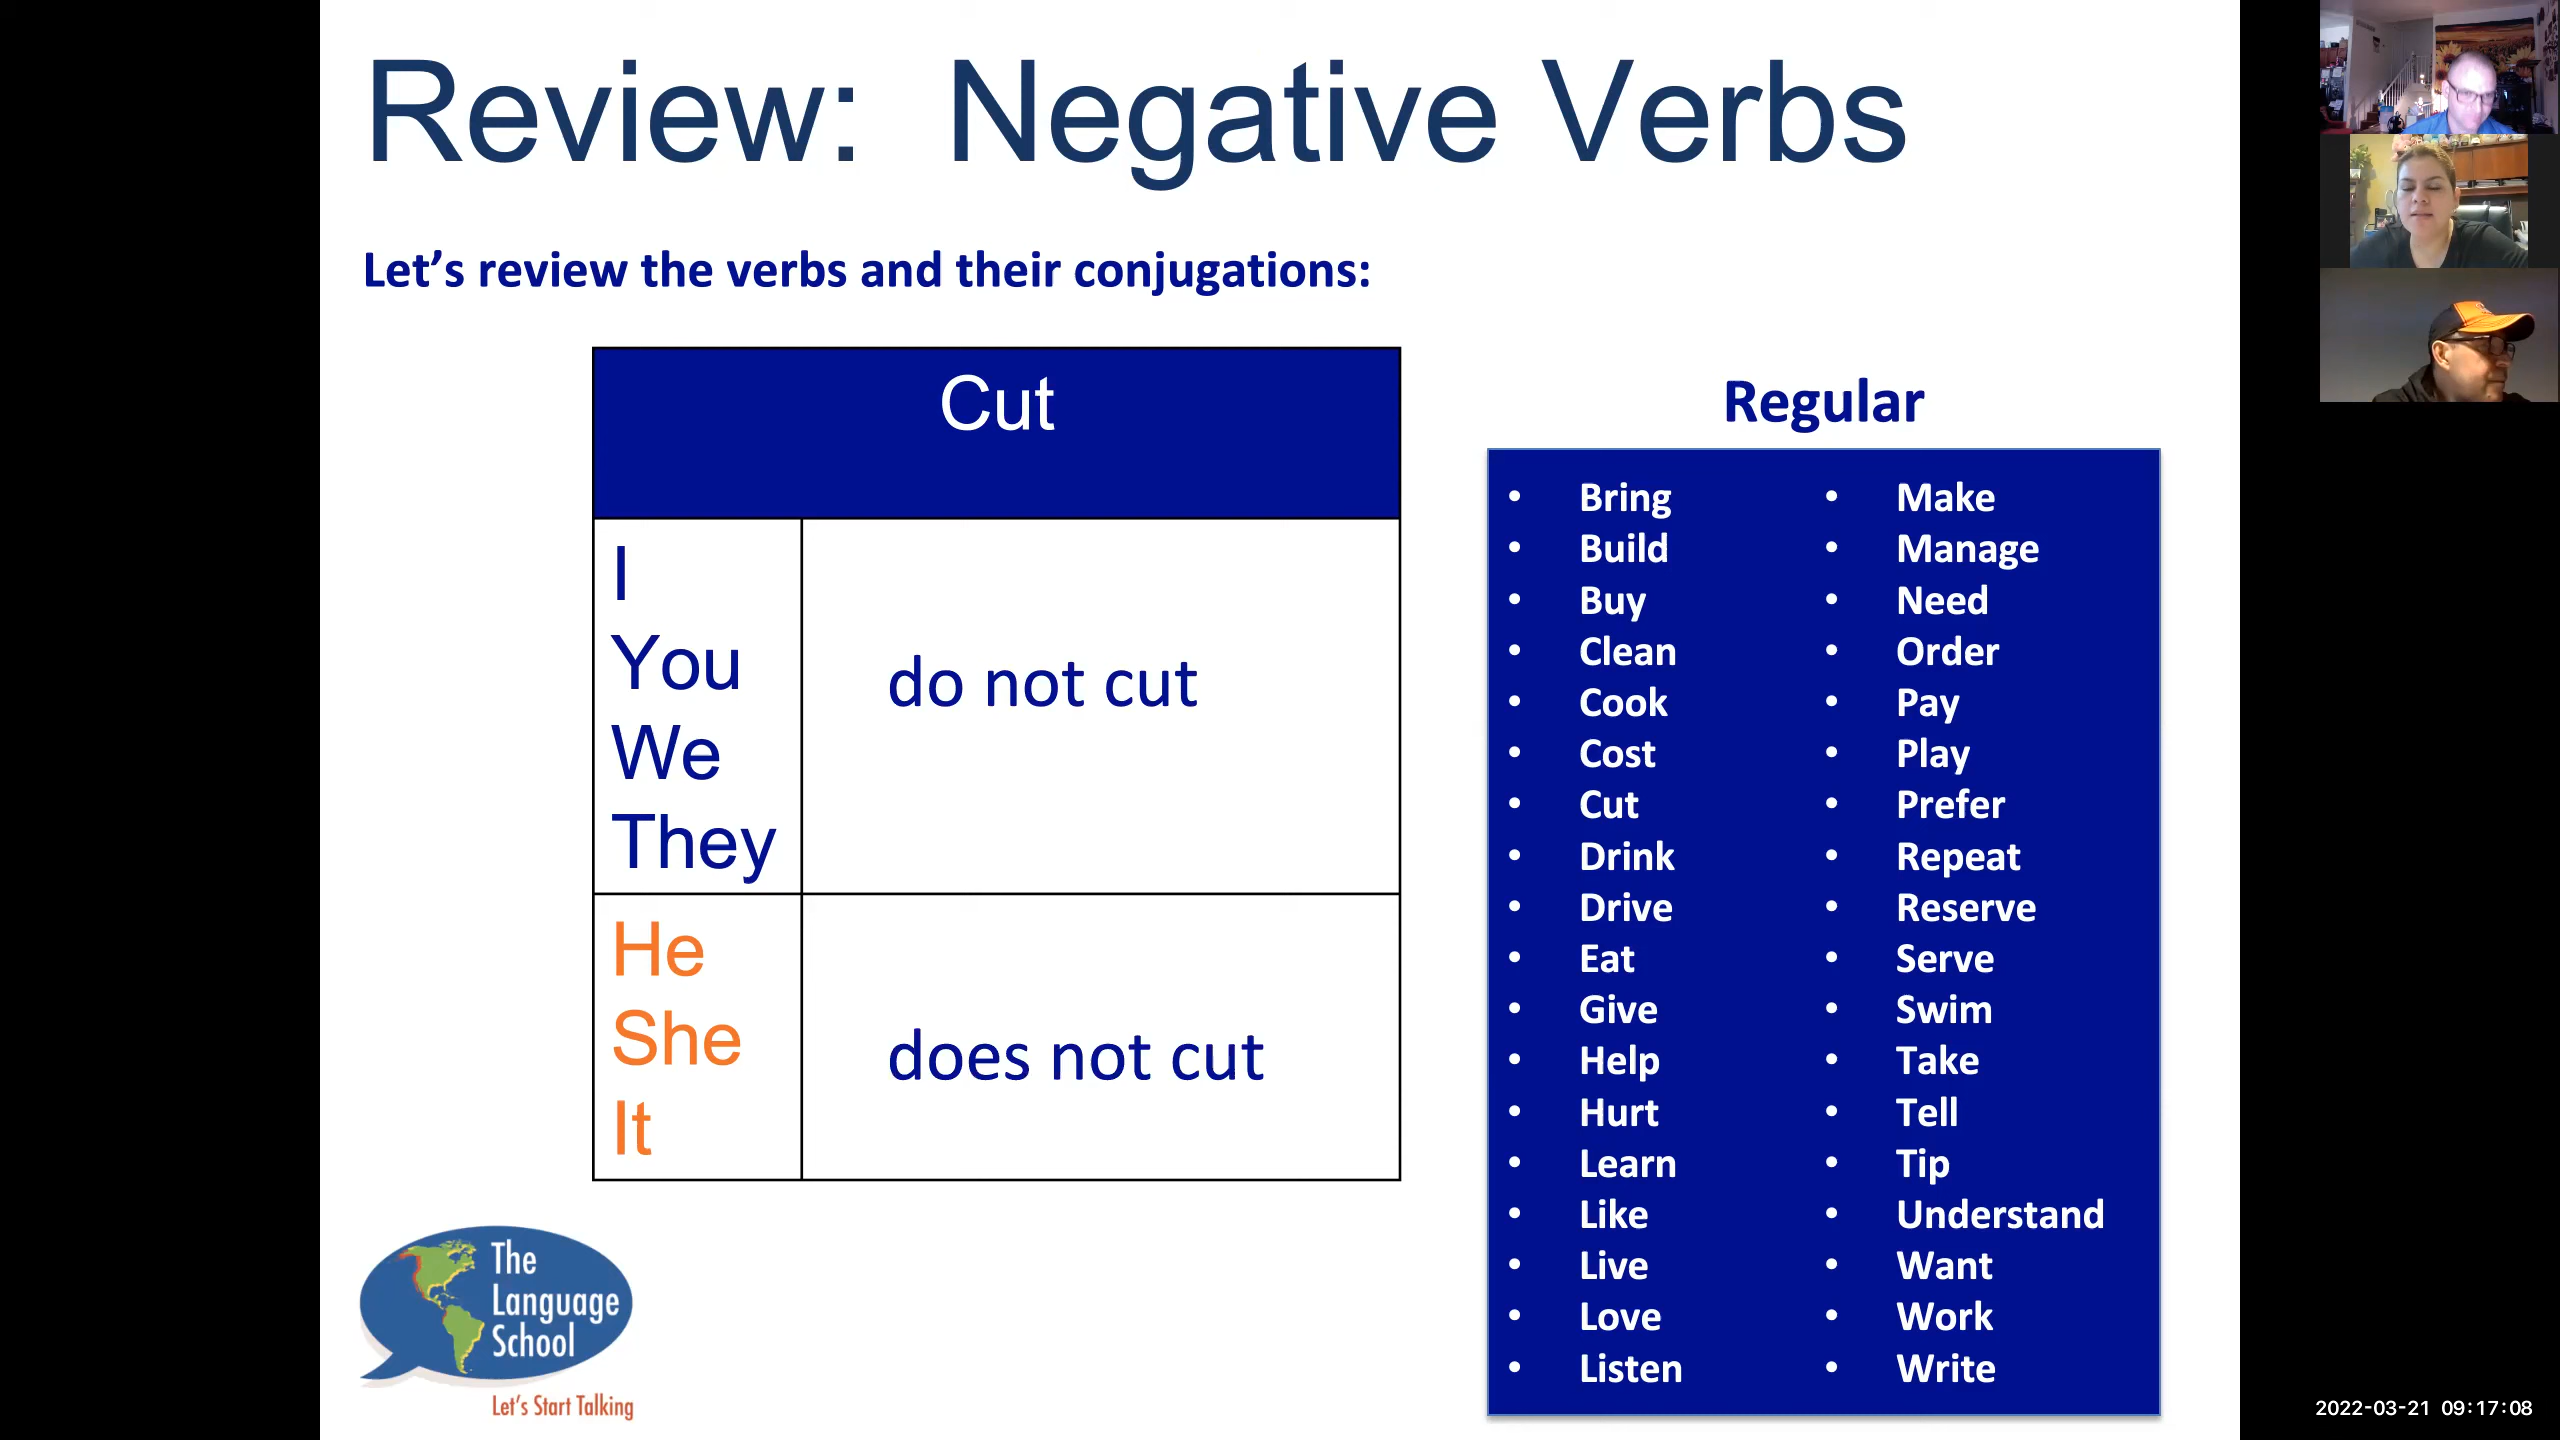 Review: Negative Verbs
Let's review the verbs and their conjugations:
Cut
I
You
We
They
do not cut
He
She
It
does not cut
Regular
• Bring
• Build
• Buy
• Clean
• Cook
• Cost
• Cut
• Drink
• Drive
• Eat
• Give
• Help
• Hurt
• Learn
• Like
• Live
• Love
• Listen
• Make
• Manage
• Need
• Order
• Pay
• Play
• Prefer
• Repeat
• Reserve
• Serve
• Swim
• Take
• Tell
• Tip
• Understand
• Want
• Work
• Write
The
Language
School
Let's Start Talking
2022-03-21 09:17:08